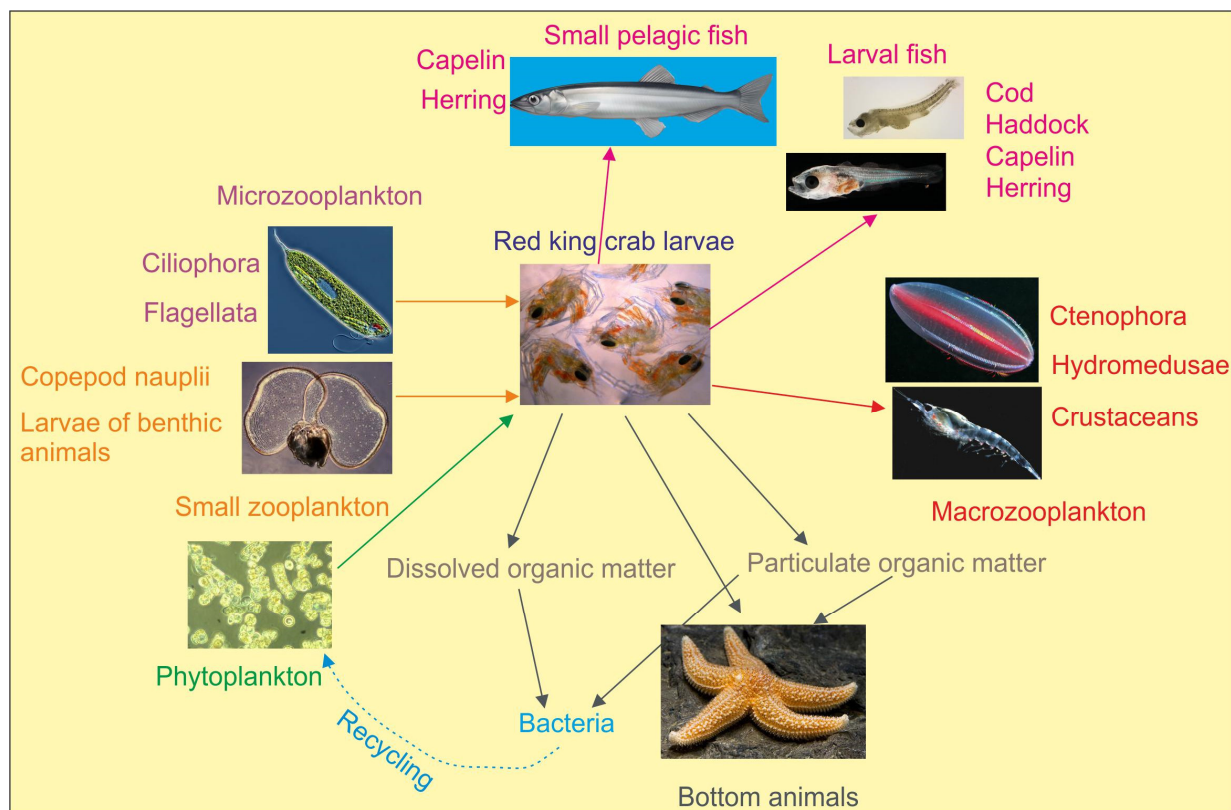 Small pelagic fish
Capelin
Herring
Larval fish
Cod
Haddock
Capelin
Herring
Microzooplankton
Ciliophora
Flagellata
Red king crab larvae
Copepod nauplii
Larvae of benthic
animals
Small zooplankton
Ctenophora
Hydromedusae
Crustaceans
Macrozooplankton
Dissolved organic matter
Particulate organic matter
Phytoplankton
Recycling
Bacteria
Bottom animals